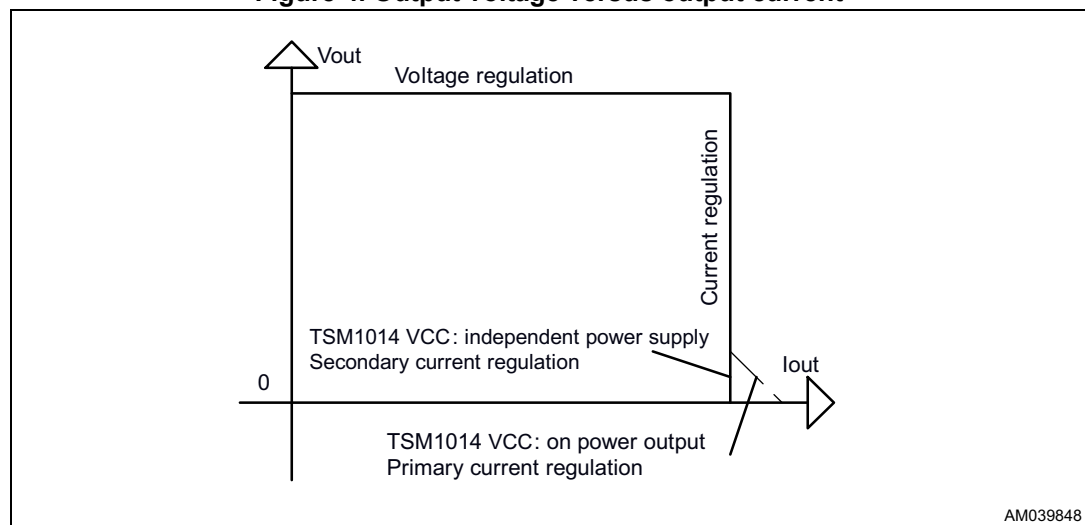 Figure 4. Output voltage versus output current
Vout
Voltage regulation
Current regulation
TSM1014 VCC: independent power supply
Secondary current regulation
Iout
0
TSM1014 VCC: on power output
Primary current regulation
AM039848